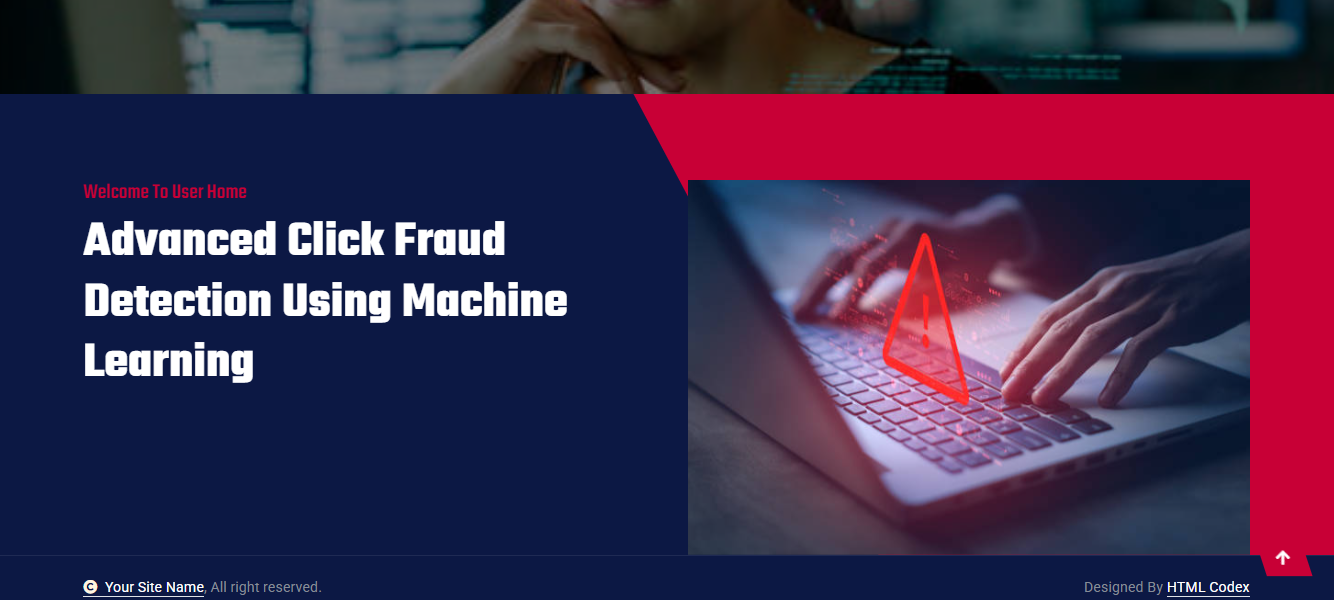 Welcome To User Home
Advanced Click Fraud
Detection Using Machine
Learning
© Your Site Name, All right reserved.
Designed By HTML Codex